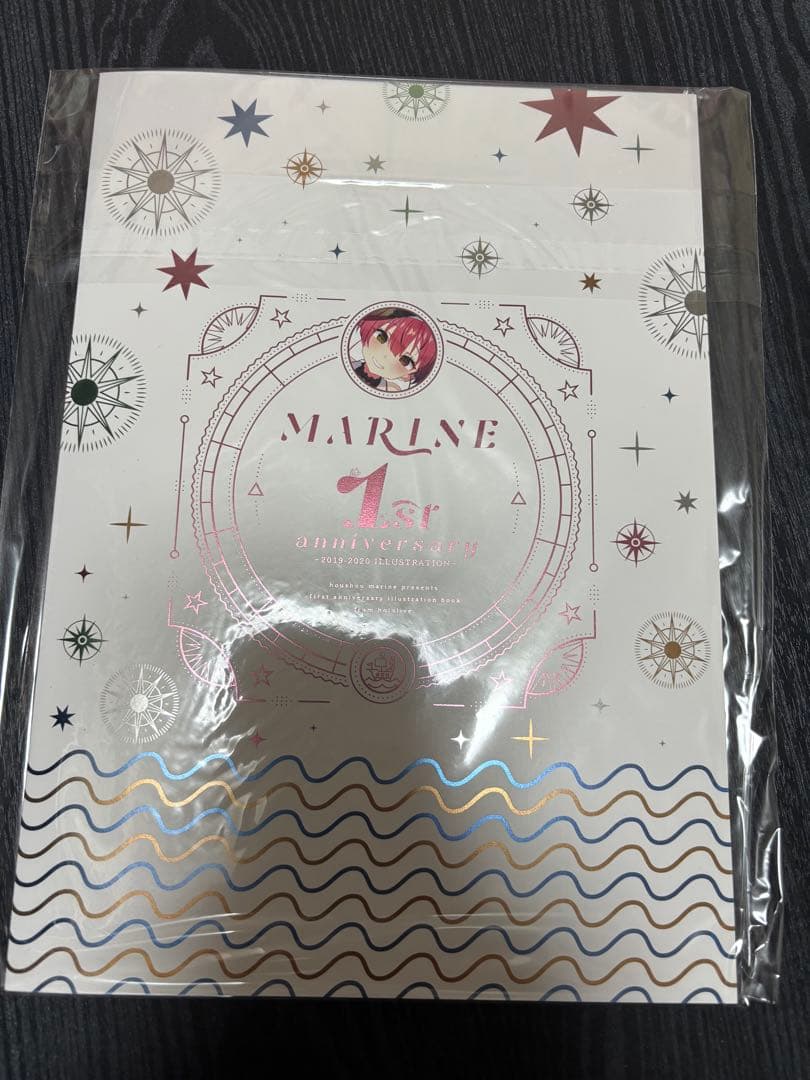 MARINE
1st
anniversary
-2019-2020 ILLUSTRATION-
houshou marine presents
first anniversary illustration book
from hololive